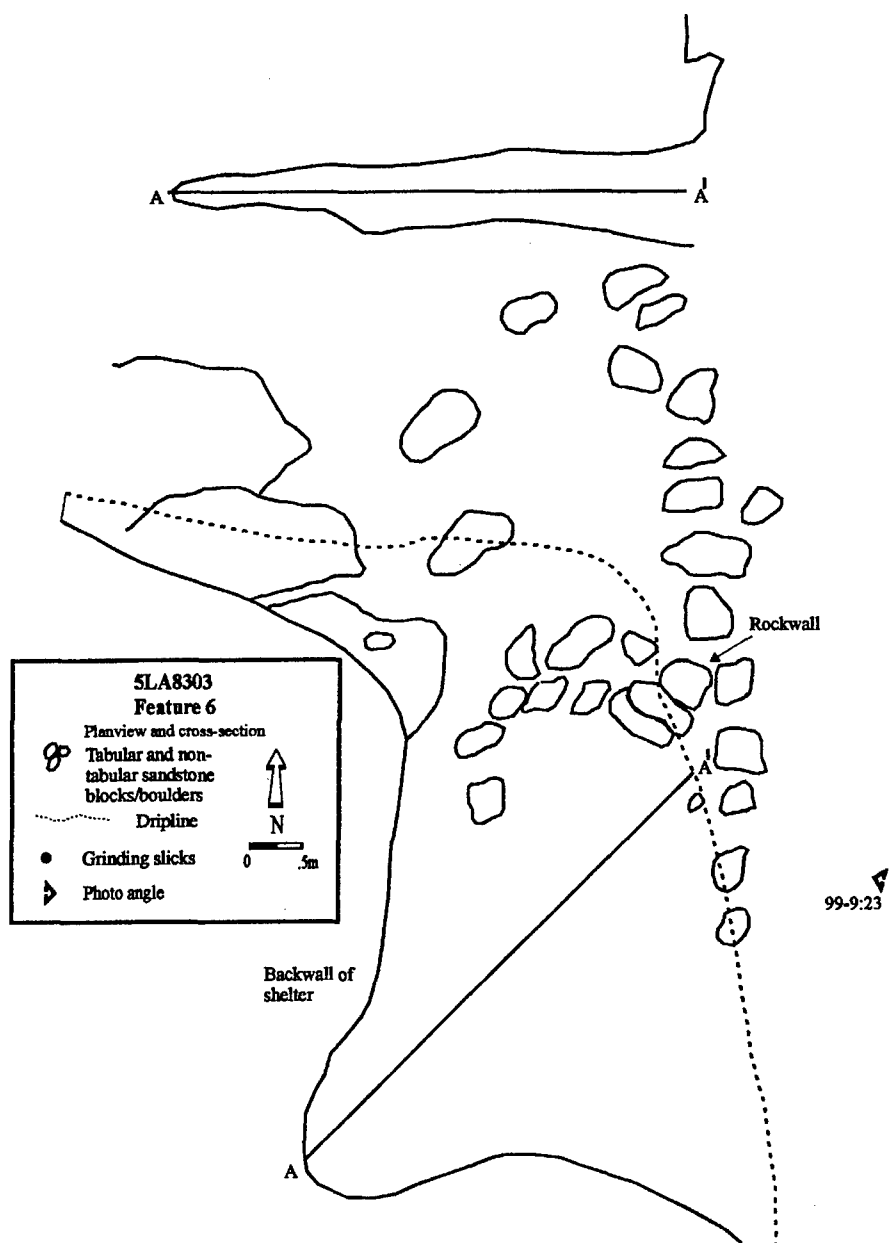 A A'
Rockwall
5LA8303
Feature 6
Planview and cross-section
Tabular and non-
tabular sandstone
blocks/boulders
Dripline
N
Grinding slicks
0 .5m
Photo angle
A'
99-9:23
Backwall of
shelter
A